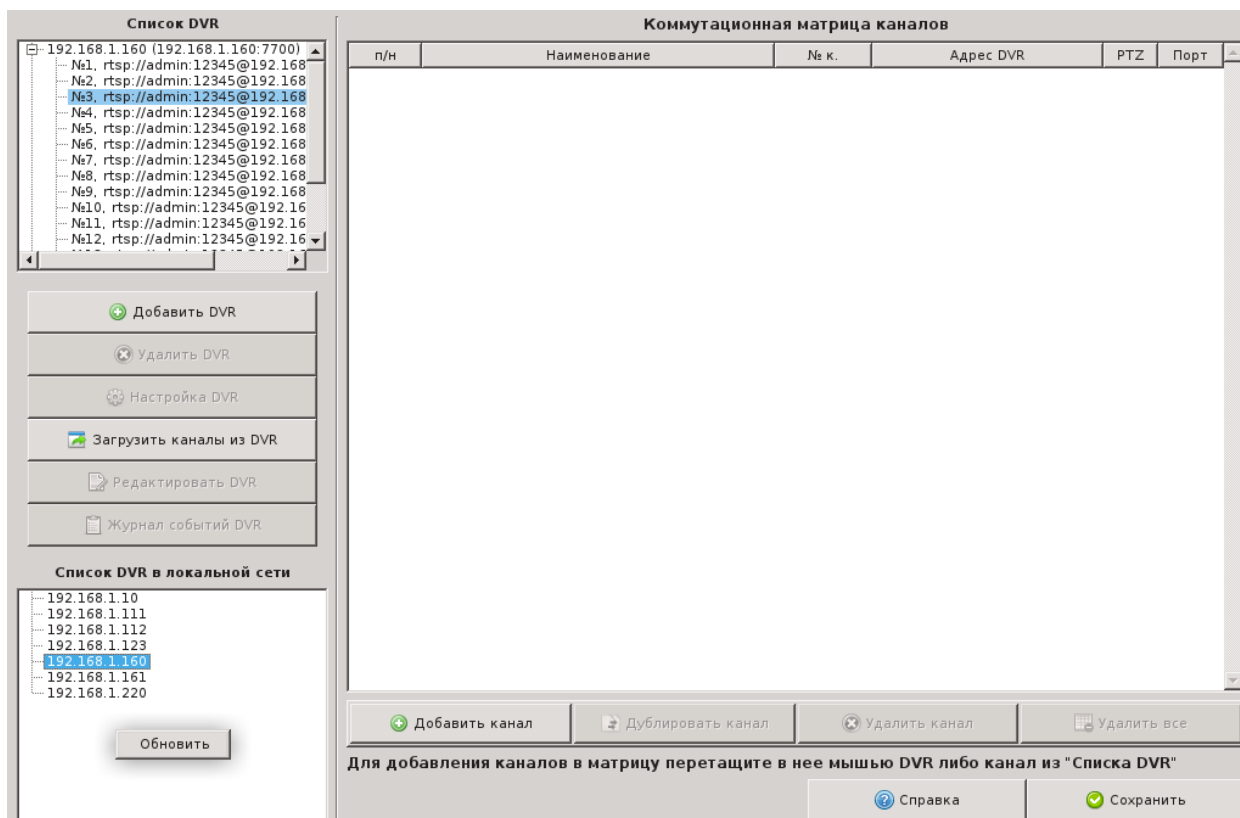 Список DVR
192.168.1.160 (192.168.1.160:7700)
№1, rtsp://admin:12345@192.168
№2, rtsp://admin:12345@192.168
№3, rtsp://admin:12345@192.168
№4, rtsp://admin:12345@192.168
№5, rtsp://admin:12345@192.168
№6, rtsp://admin:12345@192.168
№7, rtsp://admin:12345@192.168
№8, rtsp://admin:12345@192.168
№9, rtsp://admin:12345@192.168
№10, rtsp://admin:12345@192.16
№11, rtsp://admin:12345@192.16
№12, rtsp://admin:12345@192.16
Добавить DVR
Удалить DVR
Настройка DVR
Загрузить каналы из DVR
Редактировать DVR
Журнал событий DVR
Список DVR в локальной сети
192.168.1.10
192.168.1.111
192.168.1.112
192.168.1.123
192.168.1.160
192.168.1.161
192.168.1.220
Обновить
Коммутационная матрица каналов
п/н Наименование № к. Адрес DVR PTZ Порт
Добавить канал Дублировать канал Удалить канал Удалить все
Для добавления каналов в матрицу перетащите в нее мышью DVR либо канал из "Списка DVR"
Справка Сохранить